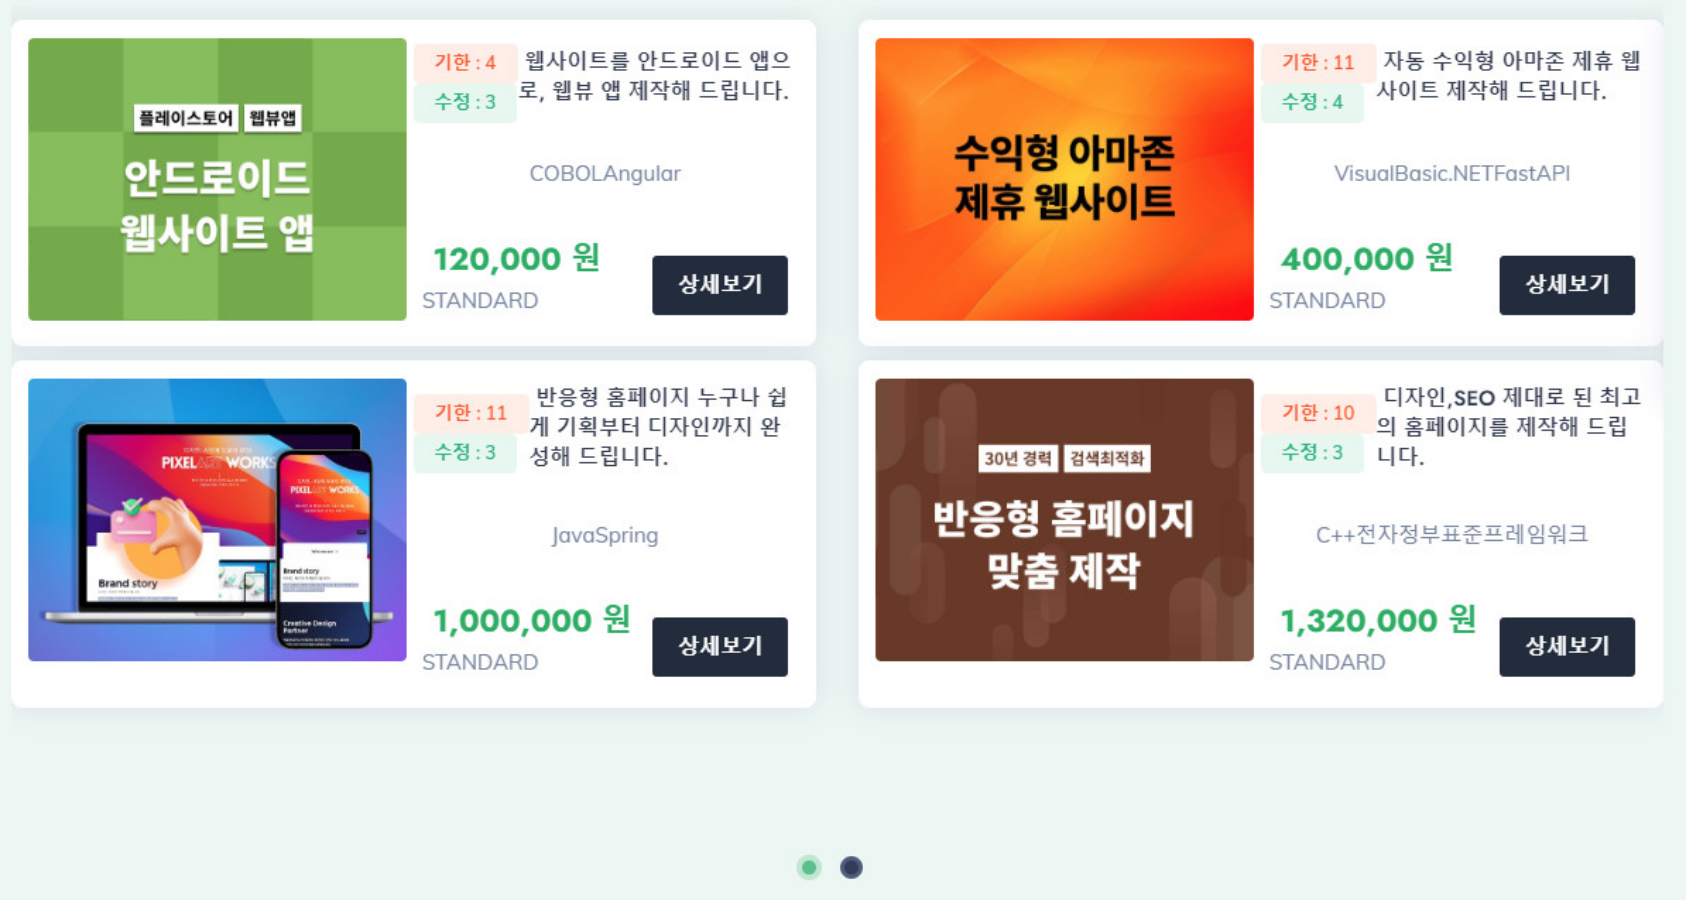 플레이스토어 웹뷰앱
안드로이드
웹사이트 앱
기한 : 4
수정 : 3
웹사이트를 안드로이드 앱으
로, 웹뷰 앱 제작해 드립니다.
COBOLAngular
120,000 원
STANDARD
상세보기
수익형 아마존
제휴 웹사이트
기한 : 11
수정 : 4
자동 수익형 아마존 제휴 웹
사이트 제작해 드립니다.
VisualBasic.NETFastAPI
400,000 원
STANDARD
상세보기
PIXELART WORKS
Brand story
PIXELART WORKS
Brand story
Creative Design
Partner
기한 : 11
수정 : 3
반응형 홈페이지 누구나 쉽
게 기획부터 디자인까지 완
성해 드립니다.
JavaSpring
1,000,000 원
STANDARD
상세보기
30년 경력 검색최적화
반응형 홈페이지
맞춤 제작
기한 : 10
수정 : 3
디자인,SEO 제대로 된 최고
의 홈페이지를 제작해 드립
니다.
C++전자정부표준프레임워크
1,320,000 원
STANDARD
상세보기